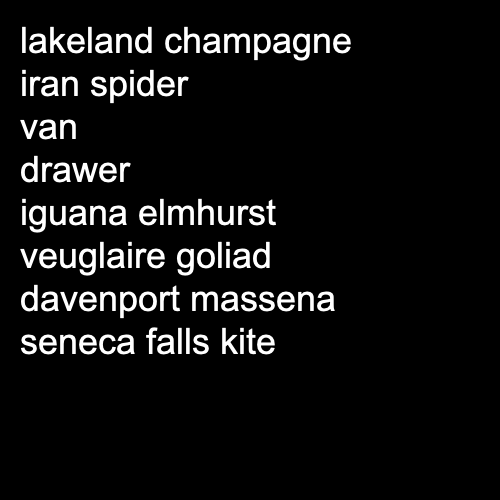 lakeland champagne
iran spider
van
drawer
iguana elmhurst
veuglaire goliad
davenport massena
seneca falls kite